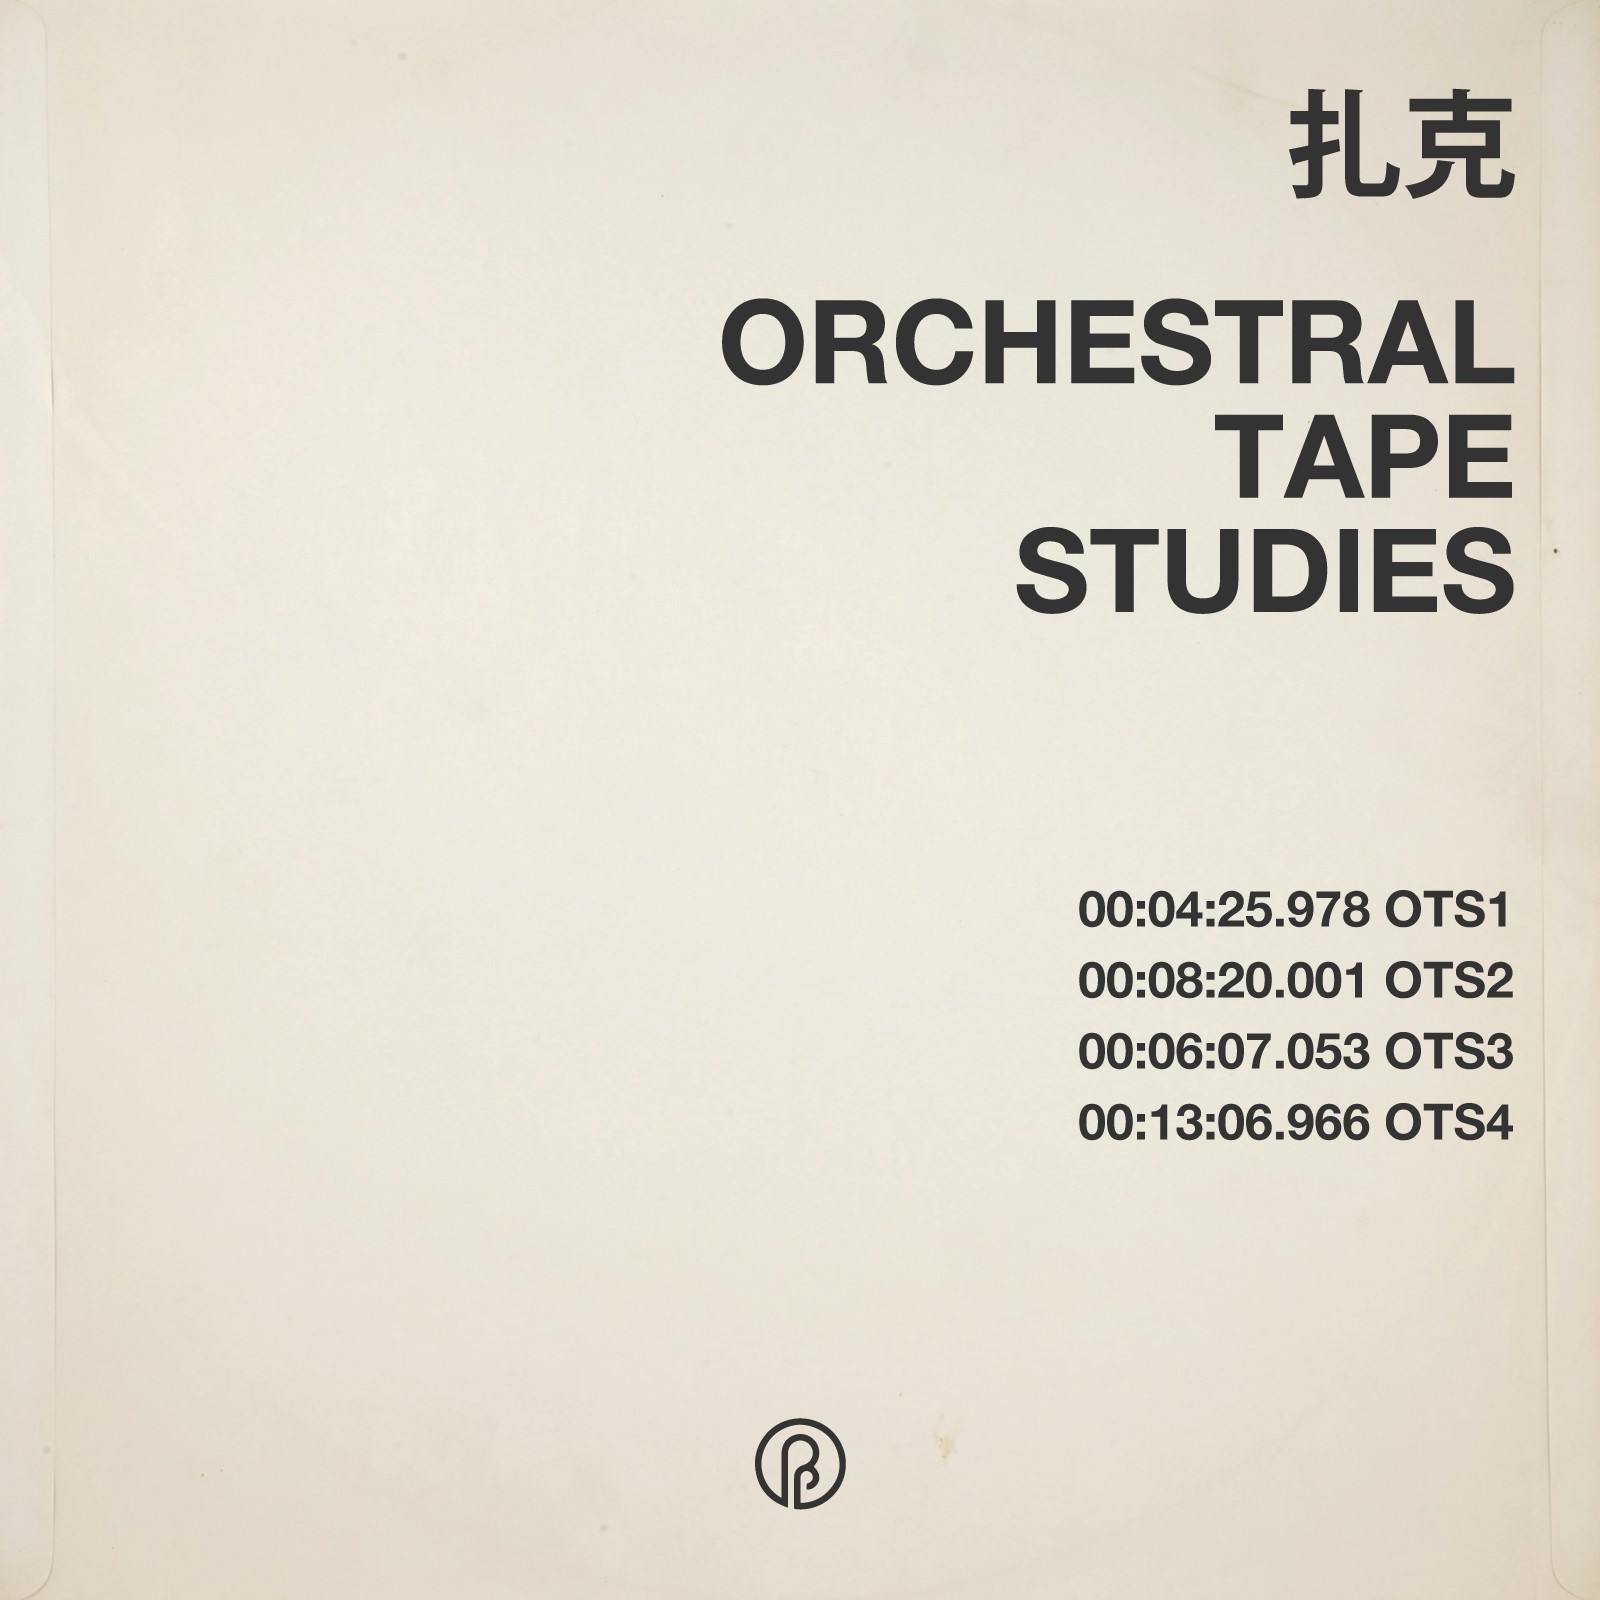 扎克
ORCHESTRAL
TAPE
STUDIES
00:04:25.978 OTS1
00:08:20.001 OTS2
00:06:07.053 OTS3
00:13:06.966 OTS4